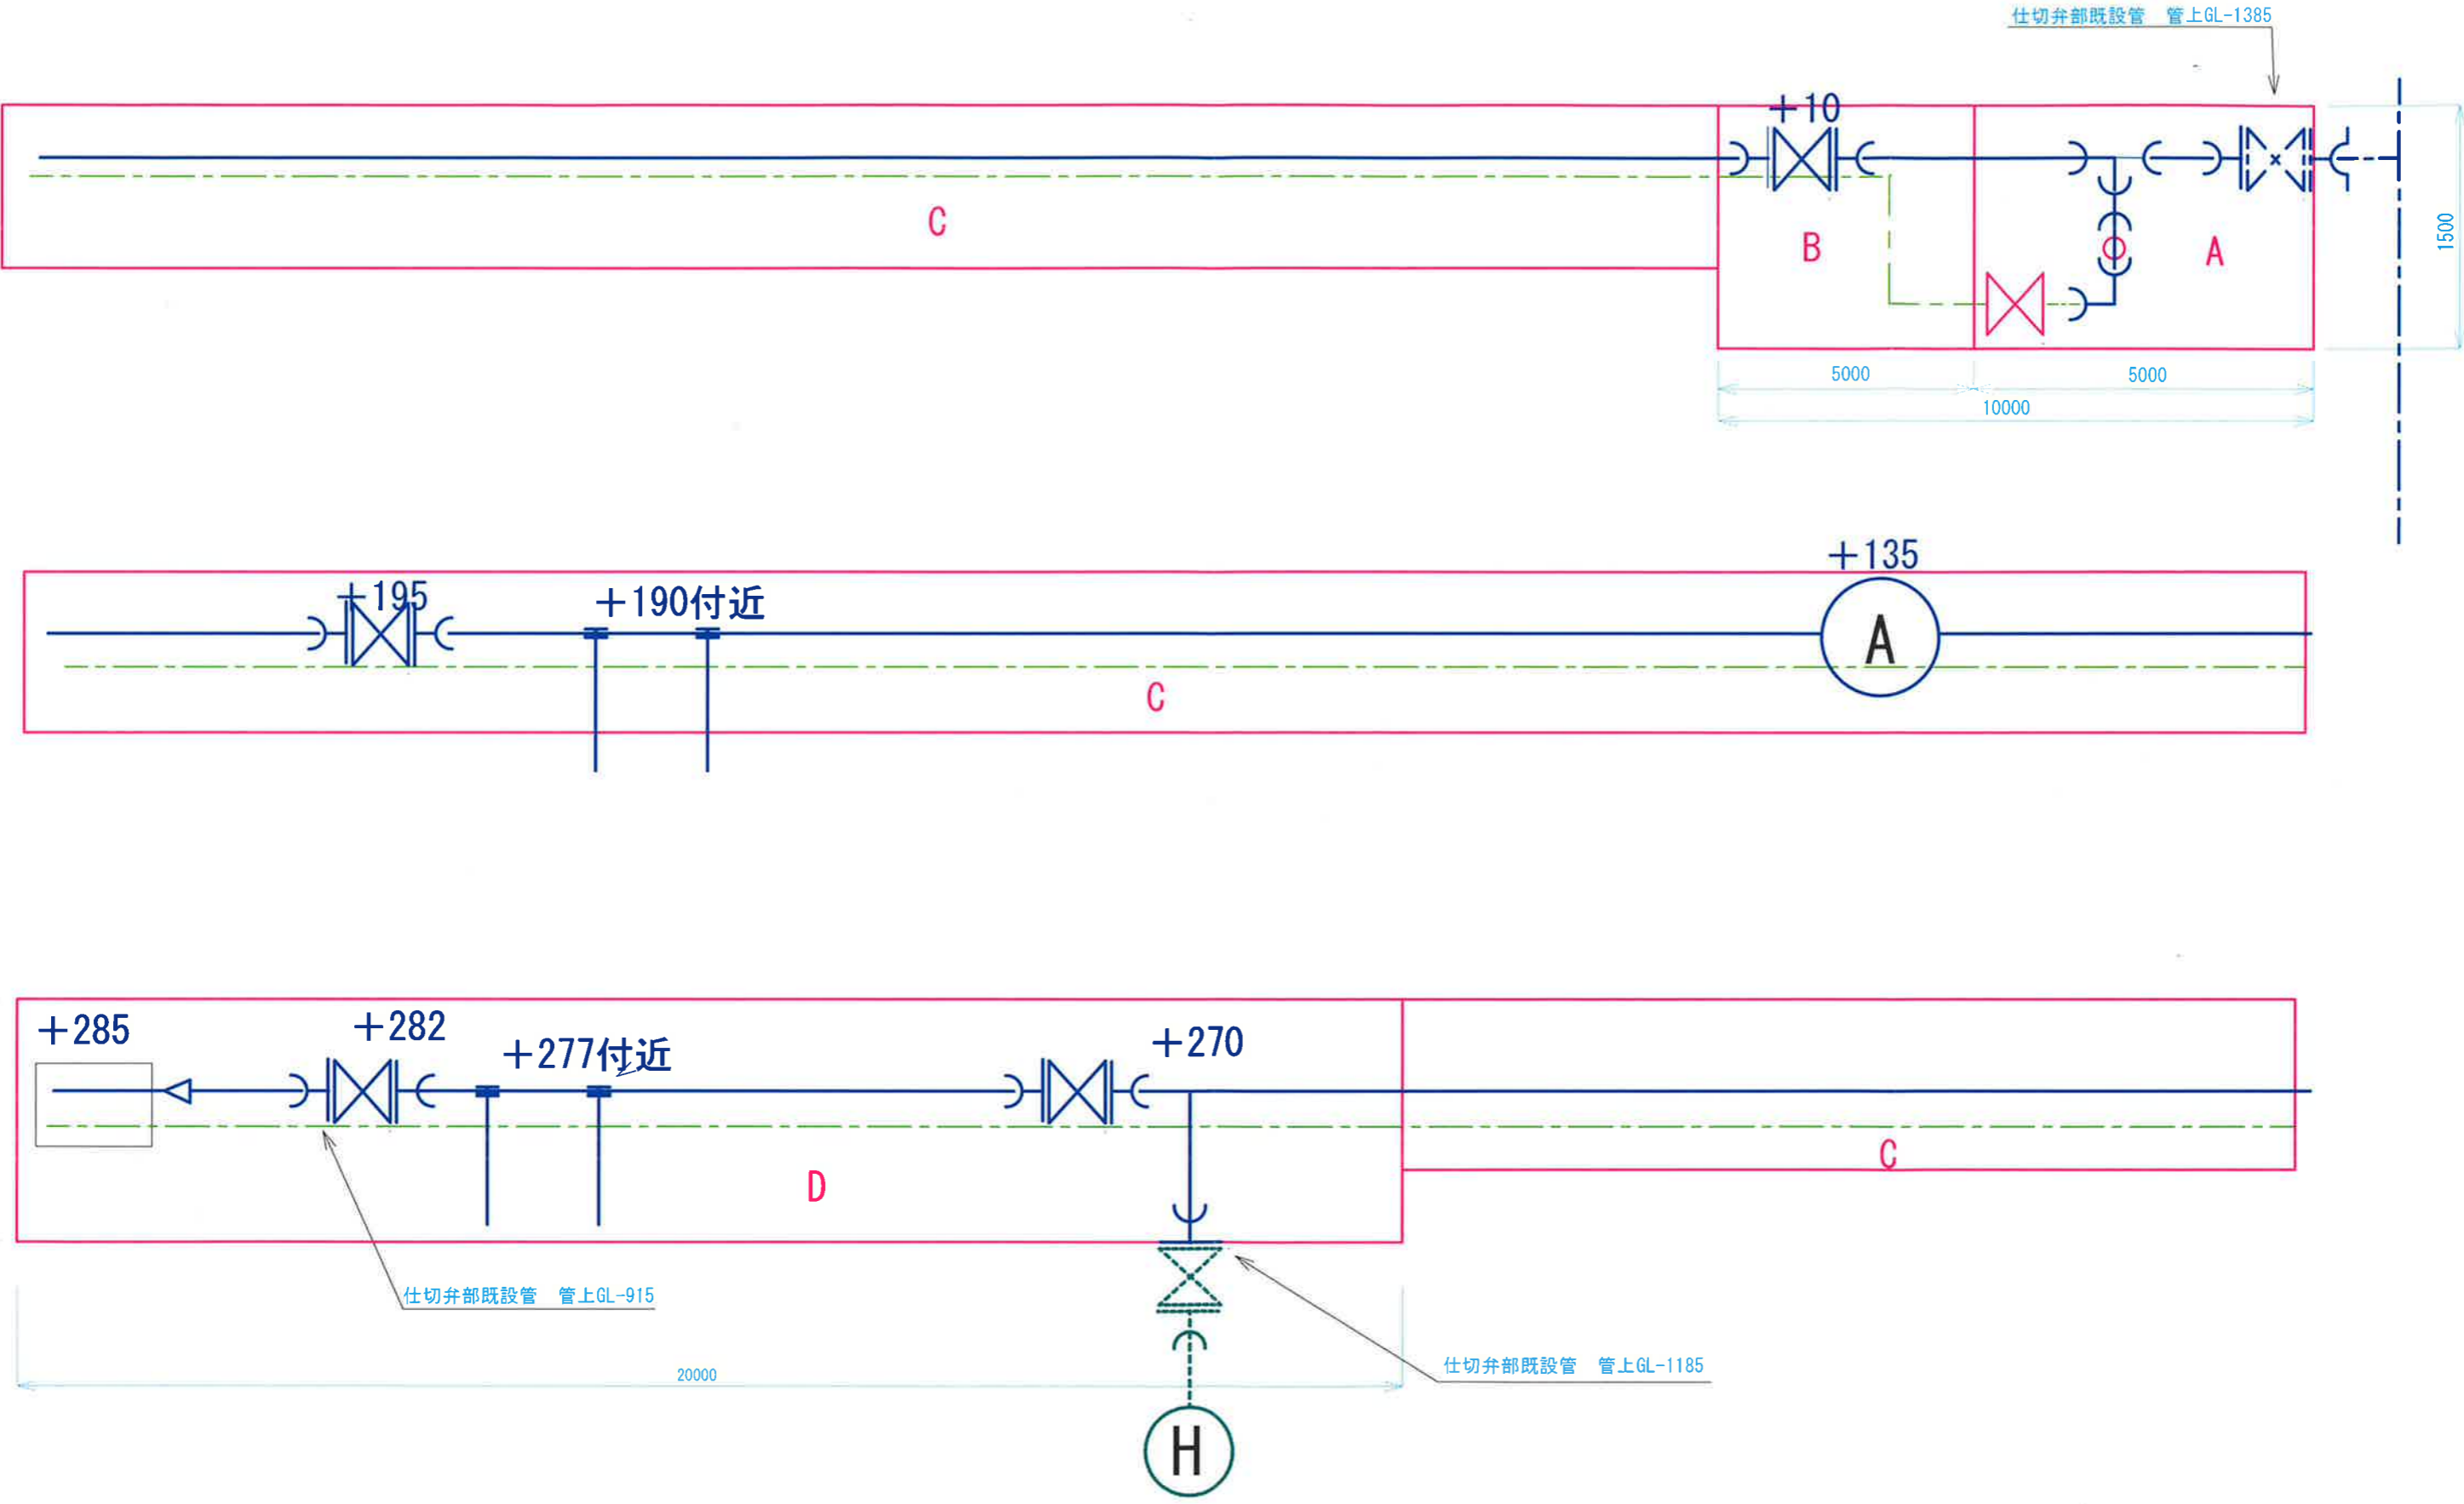 仕切弁部既設管　管上GL-1385
+10
C
B
A
1500
5000
5000
10000
+135
+195
+190付近
A
C
+285
+282
+277付近
+270
C
D
仕切弁部既設管　管上GL-915
仕切弁部既設管　管上GL-1185
20000
H